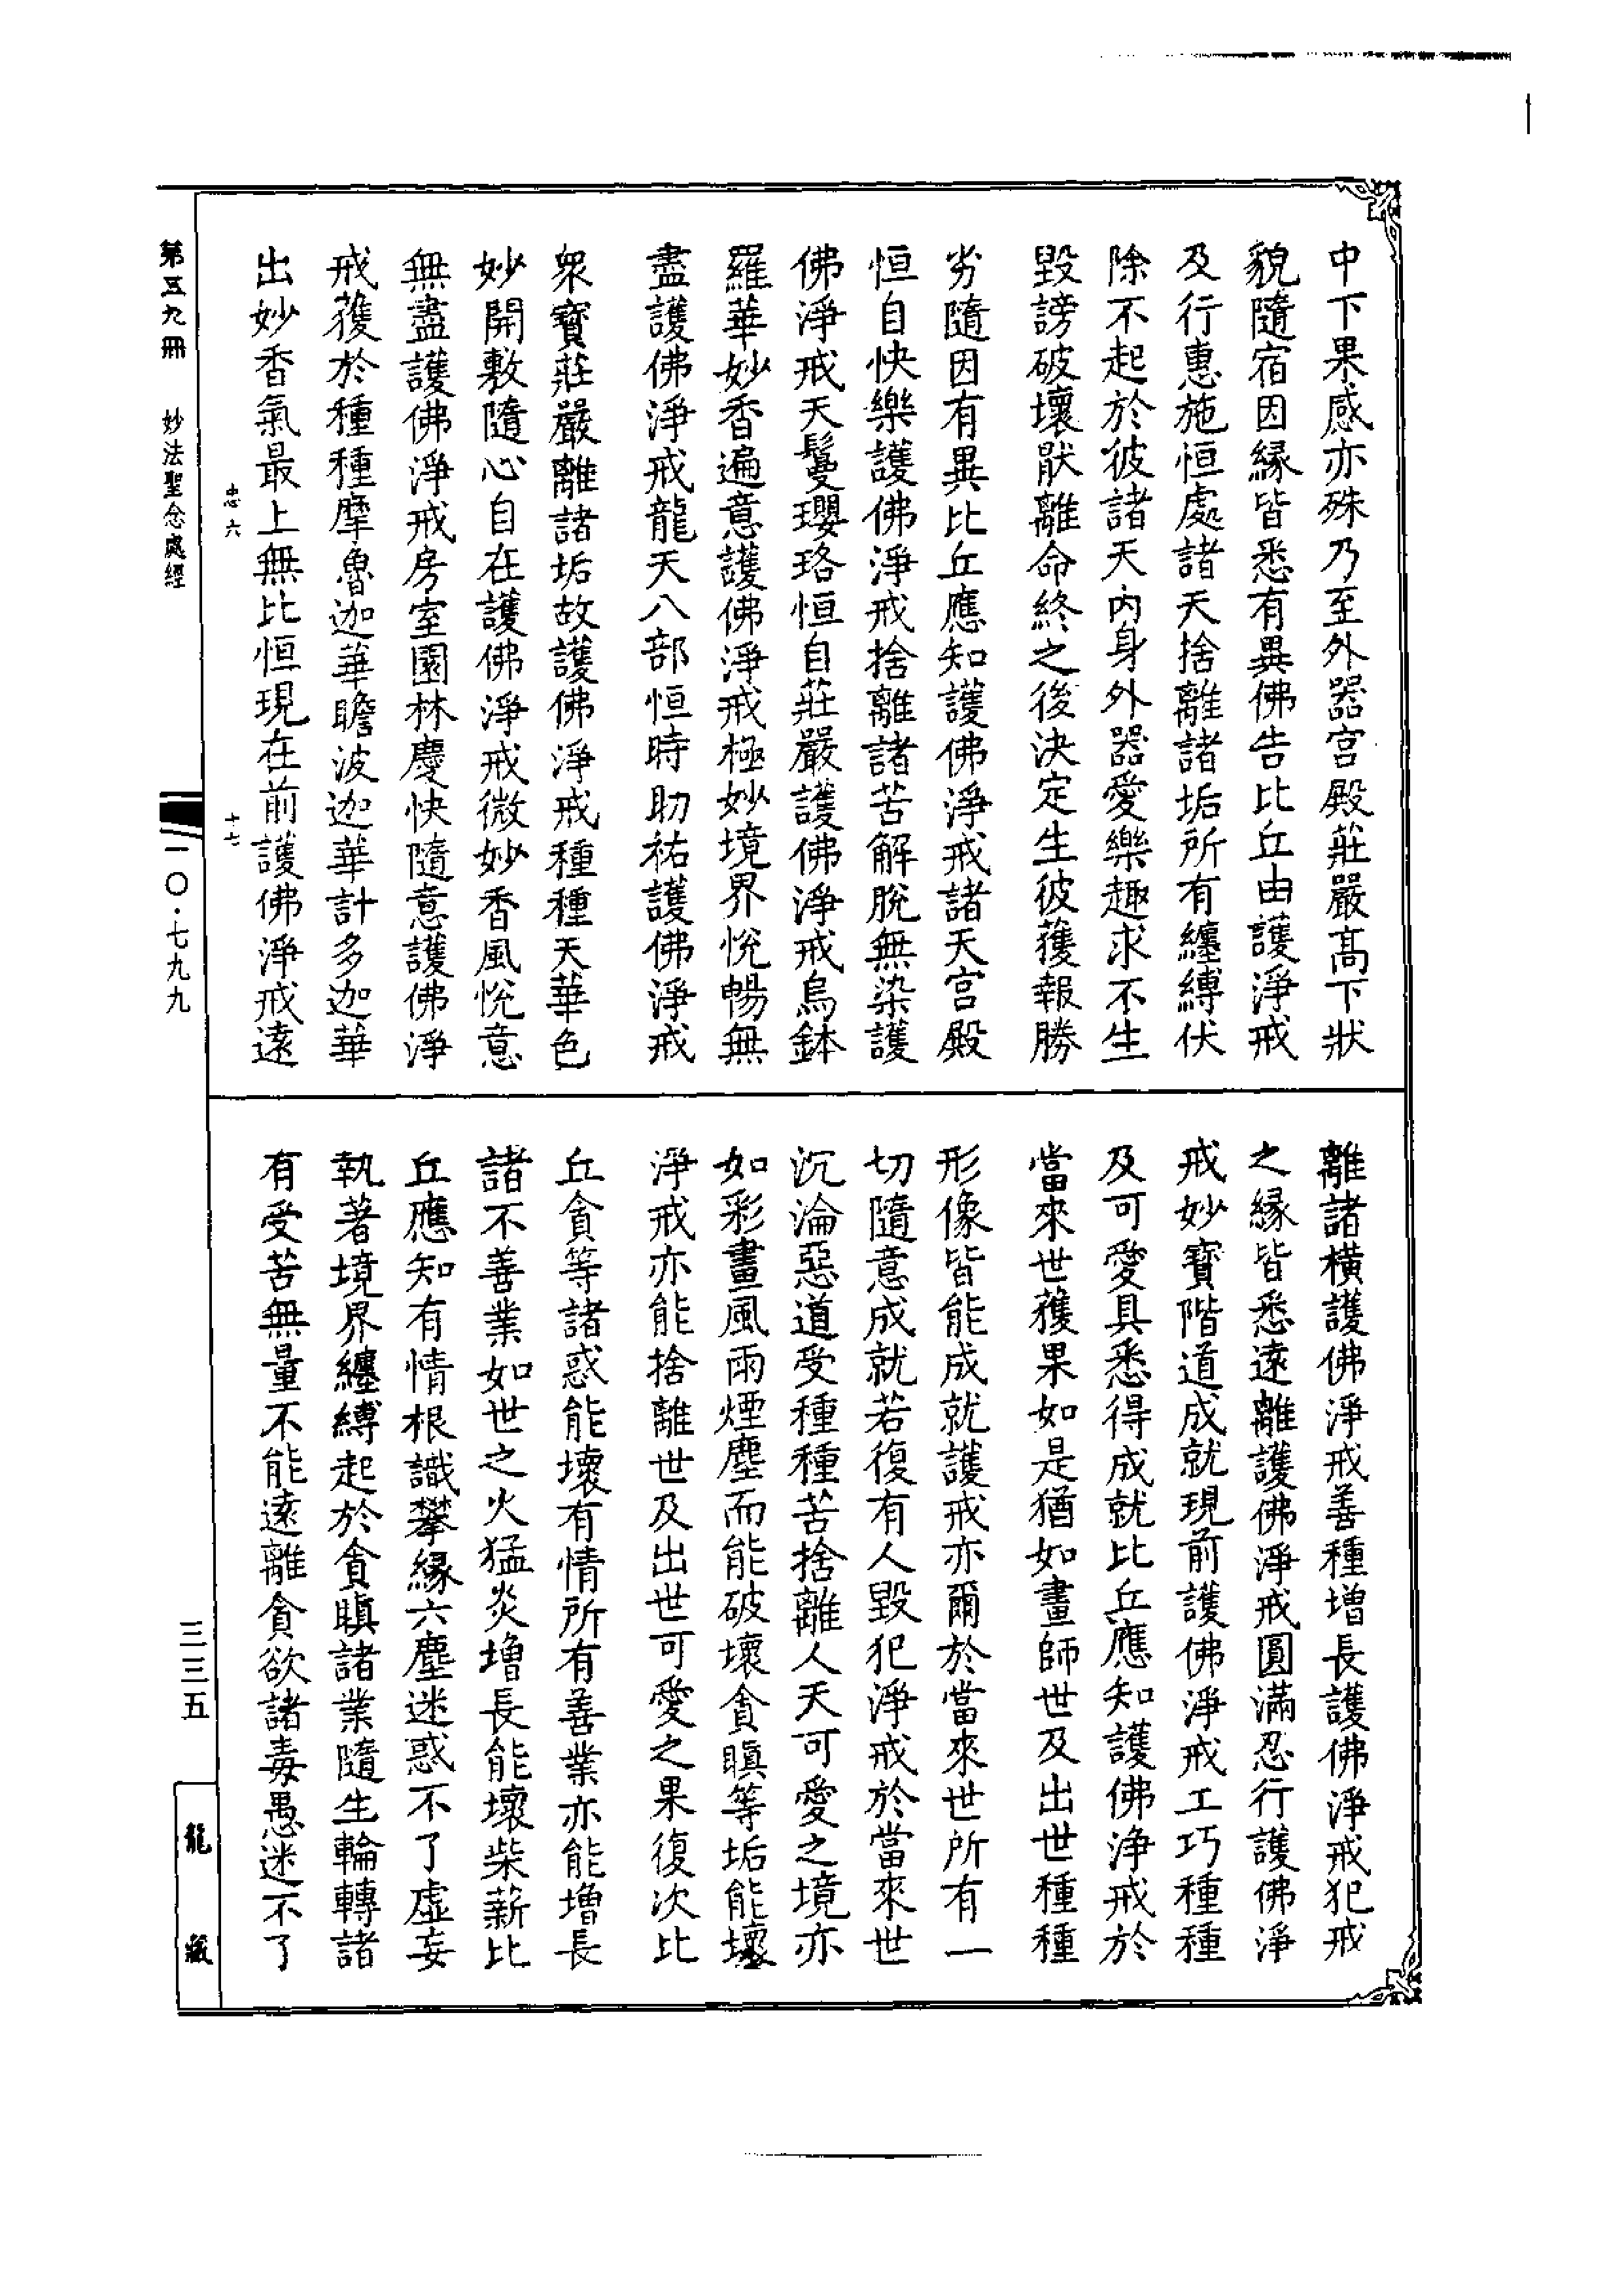 中下果感亦殊乃至外器宮殿莊嚴高下狀
貌隨宿因緣皆悉有異佛告比丘由護淨戒
及行惠施恒處諸天捨離諸垢所有纏縛伏
除不起於彼諸天內身外器愛樂趣求不生
毀謗破壞厭離命終之後決定生彼獲報勝
劣隨因有異比丘應知護佛淨戒諸天宮殿
恒自快樂護佛淨戒捨離諸苦解脫無染護
佛淨戒天鬘瓔珞恒自莊嚴護佛淨戒烏鉢
羅華妙香遍意護佛淨戒極妙境界悅暢無
盡護佛淨戒龍天八部恒時助祐護佛淨戒
眾寶莊嚴離諸垢故護佛淨戒種種天華色
妙開敷隨心自在護佛淨戒微妙香風悅意
無盡護佛淨戒房室園林慶快隨意護佛淨
戒獲於種種摩魯迦華瞻波迦華計多迦華
出妙香氣最上無比恒現在前護佛淨戒遠
離諸橫護佛淨戒善種增長護佛淨戒犯戒
之緣皆悉遠離護佛淨戒圓滿忍行護佛淨
戒妙寶階道成就現前護佛淨戒工巧種種
及可愛具悉得成就比丘應知護佛淨戒於
當來世獲果如是猶如畫師世及出世種種
形像皆能成就護戒亦爾於當來世所有一
切隨意成就若復有人毀犯淨戒於當來世
沉淪惡道受種種苦捨離人天可愛之境亦
如彩畫風雨煙塵而能破壞貪瞋等垢能壞
淨戒亦能捨離世及出世可愛之果復次比
丘貪等諸惑能壞有情所有善業亦能增長
諸不善業如世之火猛炎增長能壞柴薪比
丘應知有情根識攀緣六塵迷惑不了虛妄
執著境界纏縛起於貪瞋諸業隨生輪轉諸
有受苦無量不能遠離貪欲諸毒愚迷不了
忠六
十七
第五九冊 妙法聖念處經
一〇·七九九
三三五
龍藏